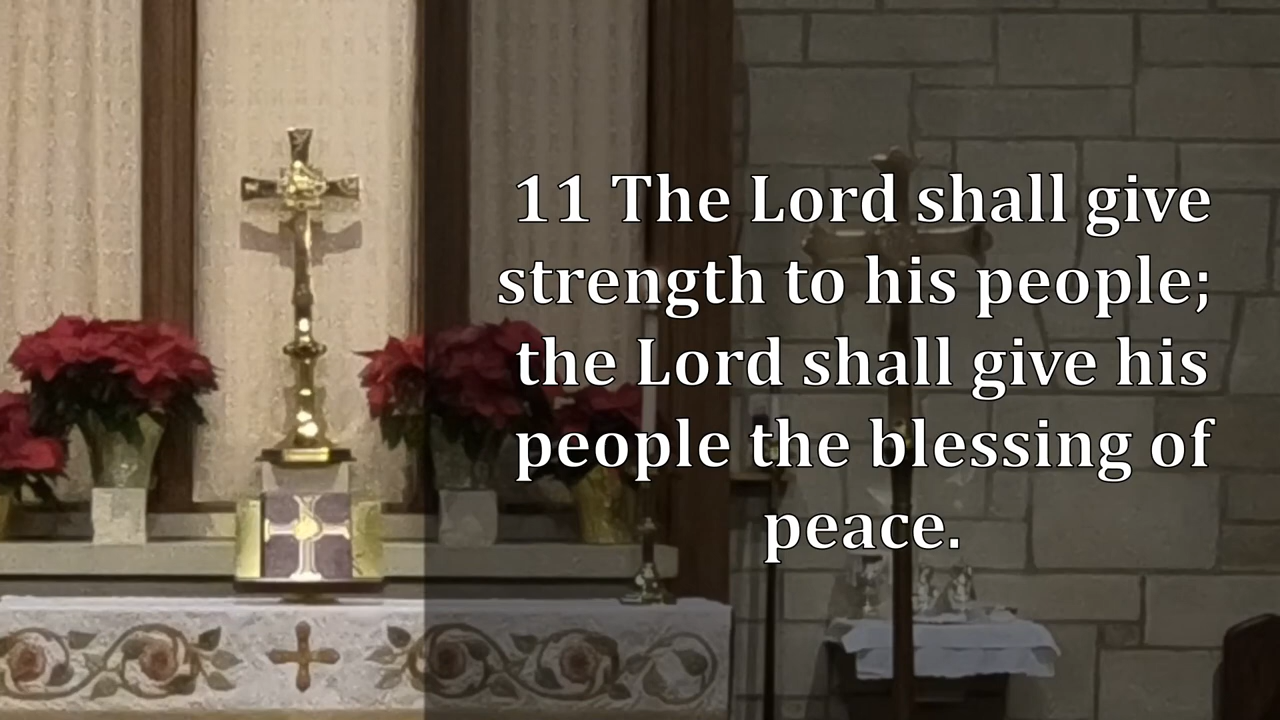 11 The Lord shall give
strength to his people;
the Lord shall give his
people the blessing of
peace.